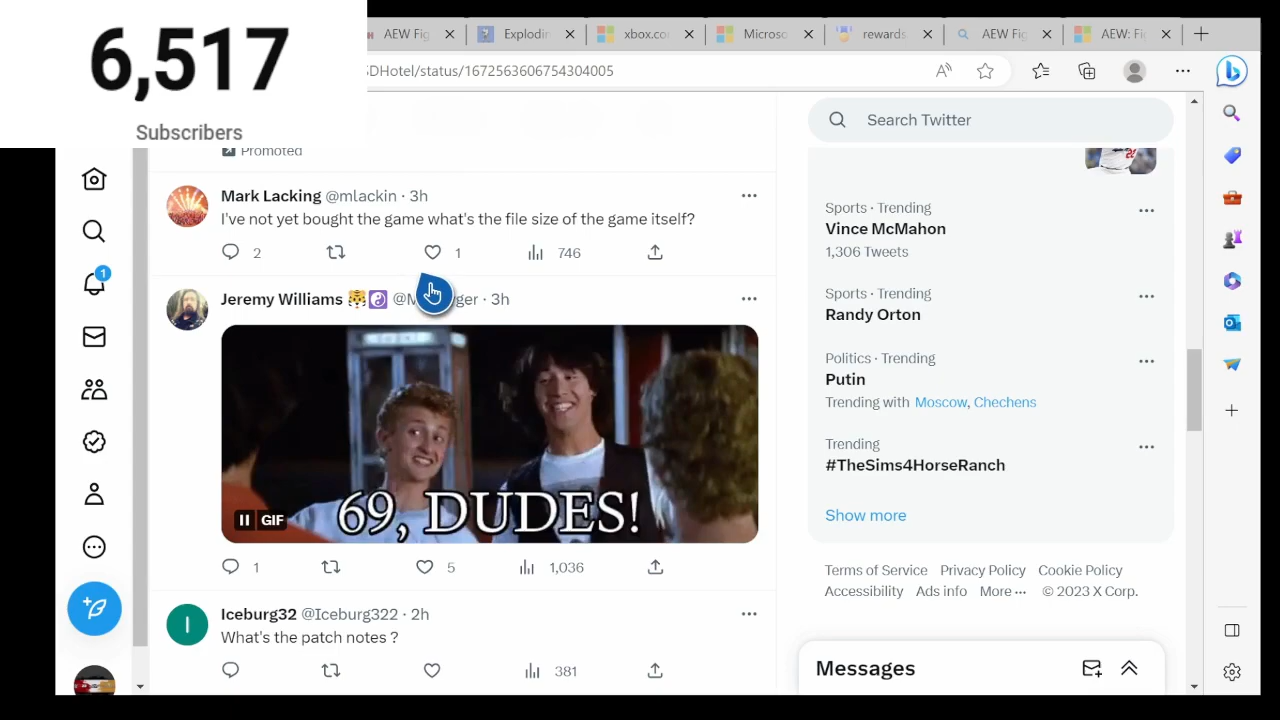 6,517
Subscribers
AEW Fig
Explodin
xbox.co
Microso
rewards
AEW Fig
AEW: Fi
SDHotel/status/1672563606754304005
Search Twitter
Promoted
Mark Lacking @mlackin · 3h
I've not yet bought the game what's the file size of the game itself?
2
1
746
Jeremy Williams · 3h
69, DUDES!
GIF
1
5
1,036
Iceburg32 @Iceburg322 · 2h
What's the patch notes ?
381
1
Sports · Trending
Vince McMahon
1,306 Tweets
Sports · Trending
Randy Orton
Politics · Trending
Putin
Trending with Moscow, Chechens
Trending
#TheSims4HorseRanch
Show more
Terms of Service Privacy Policy Cookie Policy
Accessibility Ads info More ··· © 2023 X Corp.
Messages